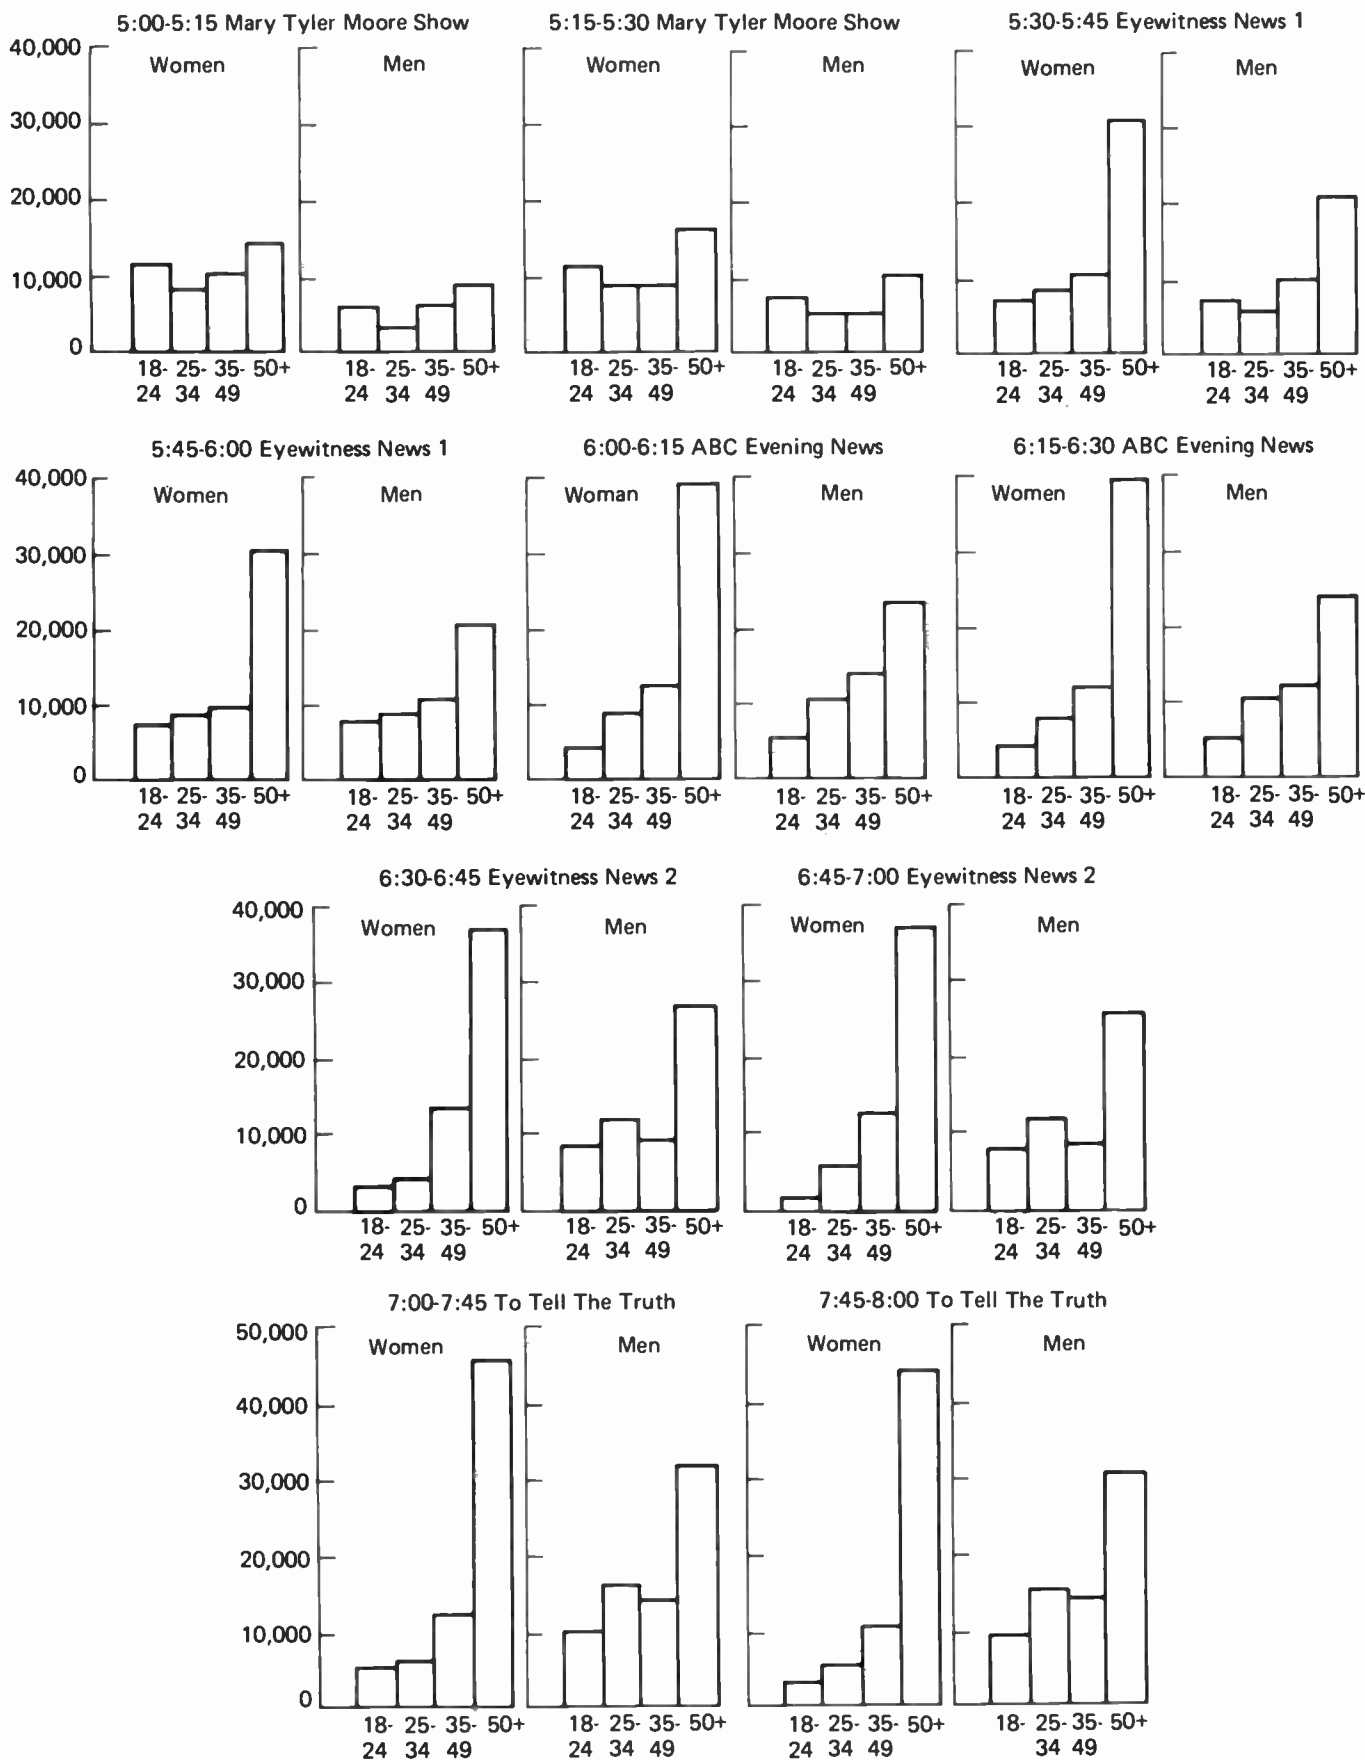 5:00-5:15 Mary Tyler Moore Show
5:15-5:30 Mary Tyler Moore Show
5:30-5:45 Eyewitness News 1
40,000
30,000
20,000
10,000
0
Women
Men
Women
Men
Women
Men
18- 25- 35- 50+
24 34 49
18- 25- 35- 50+
24 34 49
18- 25- 35- 50+
24 34 49
18- 25- 35- 50+
24 34 49
18- 25- 35- 50+
24 34 49
18- 25- 35- 50+
24 34 49
5:45-6:00 Eyewitness News 1
6:00-6:15 ABC Evening News
6:15-6:30 ABC Evening News
40,000
30,000
20,000
10,000
0
Women
Men
Woman
Men
Women
Men
18- 25- 35- 50+
24 34 49
18- 25- 35- 50+
24 34 49
18- 25- 35- 50+
24 34 49
18- 25- 35- 50+
24 34 49
18- 25- 35- 50+
24 34 49
18- 25- 35- 50+
24 34 49
6:30-6:45 Eyewitness News 2
6:45-7:00 Eyewitness News 2
40,000
30,000
20,000
10,000
0
Women
Men
Women
Men
18- 25- 35- 50+
24 34 49
18- 25- 35- 50+
24 34 49
18- 25- 35- 50+
24 34 49
18- 25- 35- 50+
24 34 49
7:00-7:45 To Tell The Truth
7:45-8:00 To Tell The Truth
50,000
40,000
30,000
20,000
10,000
0
Women
Men
Women
Men
18- 25- 35- 50+
24 34 49
18- 25- 35- 50+
24 34 49
18- 25- 35- 50+
24 34 49
18- 25- 35- 50+
34 49